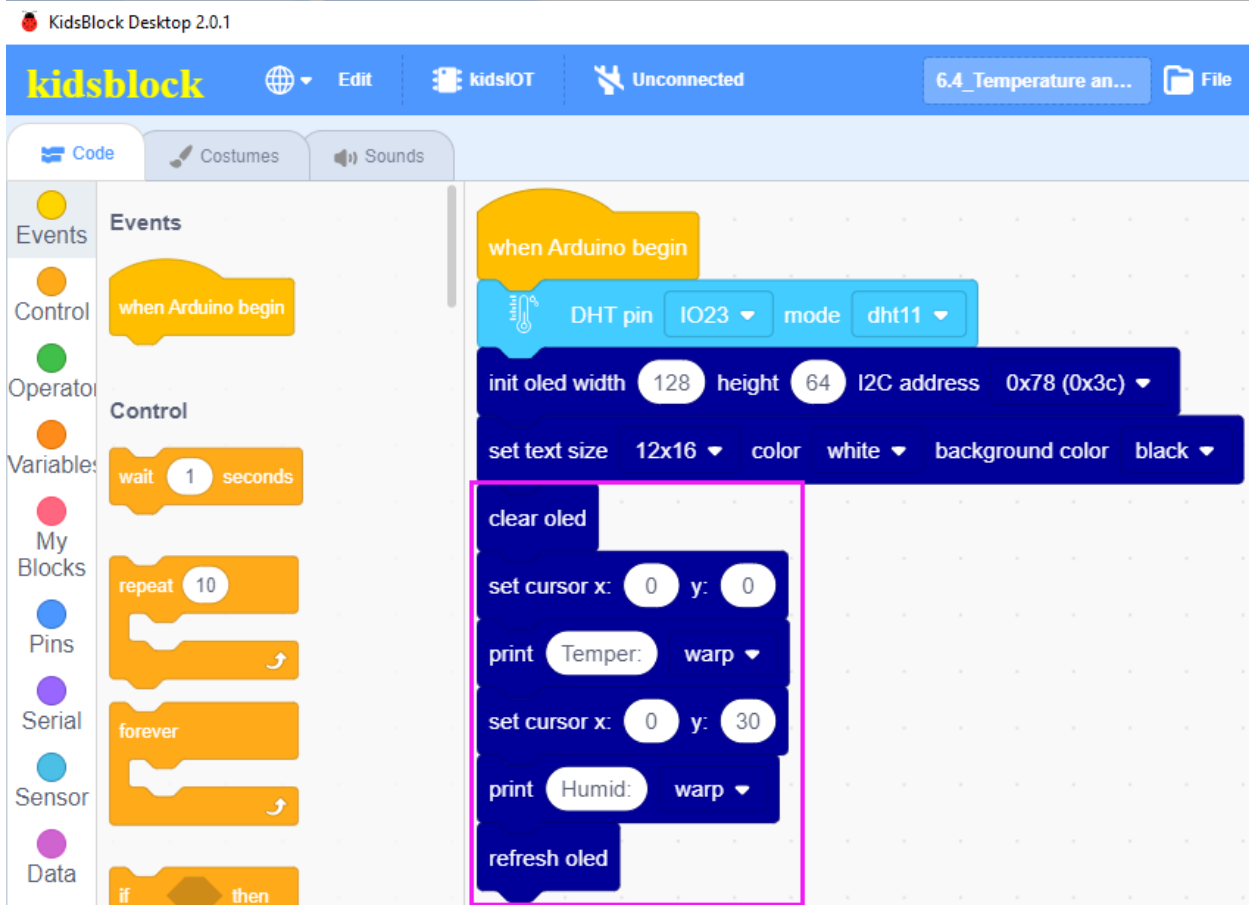 KidsBlock Desktop 2.0.1
kidsblock Edit kidsIOT Unconnected 6.4_Temperature an... File
Code Costumes Sounds
Events
Control
Operator
Variables
My
Blocks
Pins
Serial
Sensor
Data
Events
when Arduino begin
Control
wait 1 seconds
repeat 10
forever
if then
when Arduino begin
DHT pin IO23 mode dht11
init oled width 128 height 64 I2C address 0x78 (0x3c)
set text size 12x16 color white background color black
clear oled
set cursor x: 0 y: 0
print Temper: warp
set cursor x: 0 y: 30
print Humid: warp
refresh oled